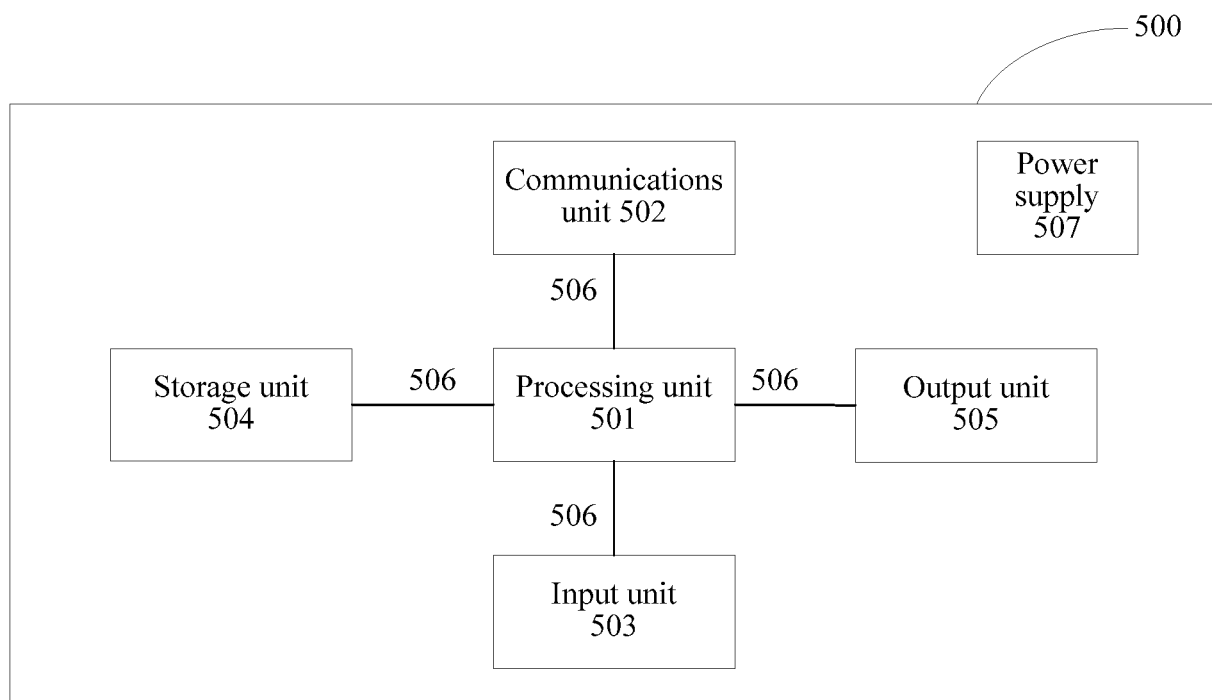 500
Communications
unit 502
Power
supply
507
506
Storage unit
504
506
Processing unit
501
506
Output unit
505
506
Input unit
503